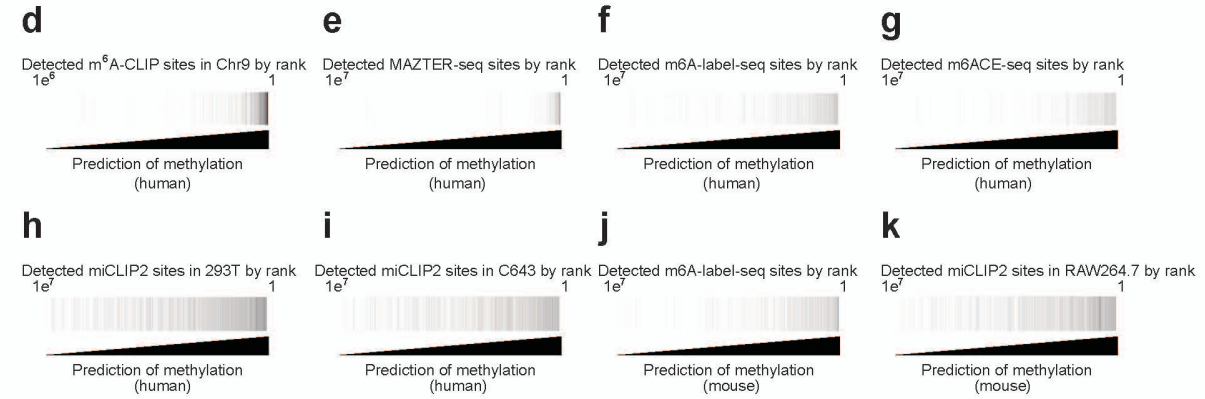 d
Detected m⁶A-CLIP sites in Chr9 by rank
1e⁶ 1
Prediction of methylation
(human)
e
Detected MAZTER-seq sites by rank
1e⁷ 1
Prediction of methylation
(human)
f
Detected m6A-label-seq sites by rank
1e⁷ 1
Prediction of methylation
(human)
g
Detected m6ACE-seq sites by rank
1e⁷ 1
Prediction of methylation
(human)
h
Detected miCLIP2 sites in 293T by rank
1e⁷ 1
Prediction of methylation
(human)
i
Detected miCLIP2 sites in C643 by rank
1e⁷ 1
Prediction of methylation
(human)
j
Detected m6A-label-seq sites by rank
1e⁷ 1
Prediction of methylation
(mouse)
k
Detected miCLIP2 sites in RAW264.7 by rank
1e⁷ 1
Prediction of methylation
(mouse)